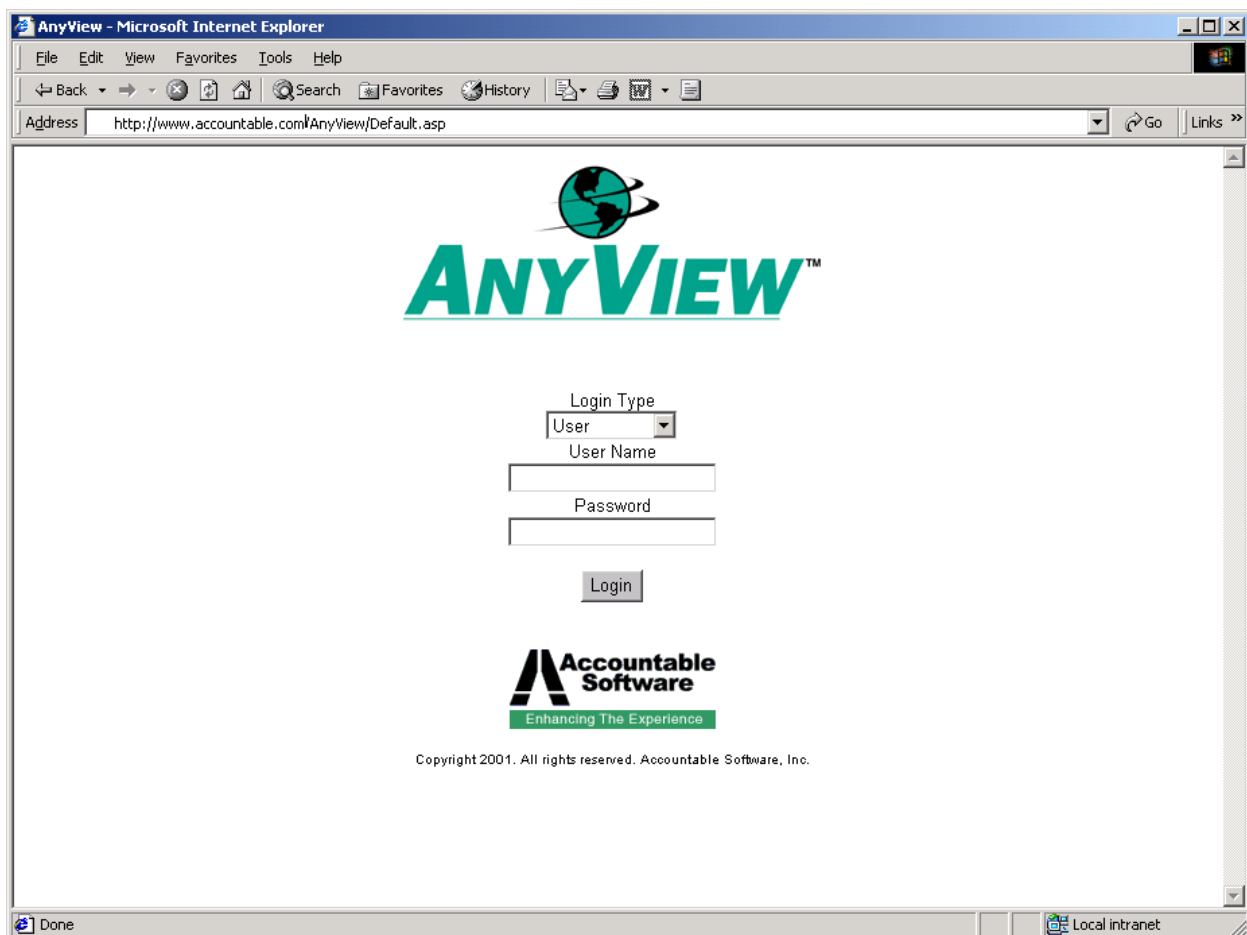 AnyView - Microsoft Internet Explorer
File Edit View Favorites Tools Help
Back Search Favorites History
Address http://www.accountable.com/AnyView/Default.asp Go Links »
ANYVIEW™
Login Type
User
User Name
Password
Login
Accountable
Software
Enhancing The Experience
Copyright 2001. All rights reserved. Accountable Software, Inc.
Done Local intranet